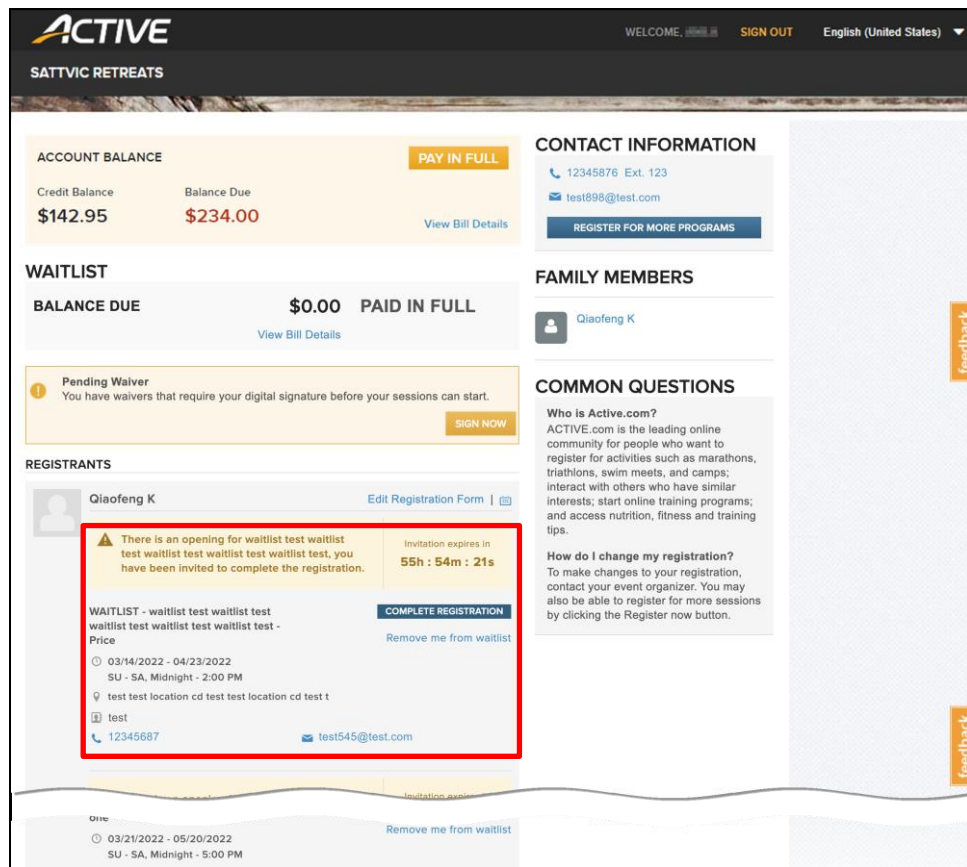 ACTIVE
WELCOME,
SIGN OUT
English (United States)
SATTVIC RETREATS
ACCOUNT BALANCE
PAY IN FULL
Credit Balance
Balance Due
$142.95
$234.00
View Bill Details
WAITLIST
BALANCE DUE
$0.00
PAID IN FULL
View Bill Details
Pending Waiver
You have waivers that require your digital signature before your sessions can start.
SIGN NOW
REGISTRANTS
Qiaofeng K
Edit Registration Form |
There is an opening for waitlist test waitlist
test waitlist test waitlist test waitlist test, you
have been invited to complete the registration.
Invitation expires in
55h : 54m : 21s
WAITLIST - waitlist test waitlist test
waitlist test waitlist test waitlist test -
Price
COMPLETE REGISTRATION
Remove me from waitlist
03/14/2022 - 04/23/2022
SU - SA, Midnight - 2:00 PM
test test location cd test test location cd test t
test
12345687
test545@test.com
Invitation
one
Remove me from waitlist
03/21/2022 - 05/20/2022
SU - SA, Midnight - 5:00 PM
CONTACT INFORMATION
12345876 Ext. 123
test898@test.com
REGISTER FOR MORE PROGRAMS
FAMILY MEMBERS
Qiaofeng K
COMMON QUESTIONS
Who is Active.com?
ACTIVE.com is the leading online
community for people who want to
register for activities such as marathons,
triathlons, swim meets, and camps;
interact with others who have similar
interests; start online training programs;
and access nutrition, fitness and training
tips.
How do I change my registration?
To make changes to your registration,
contact your event organizer. You may
also be able to register for more sessions
by clicking the Register now button.
feedback
feedback